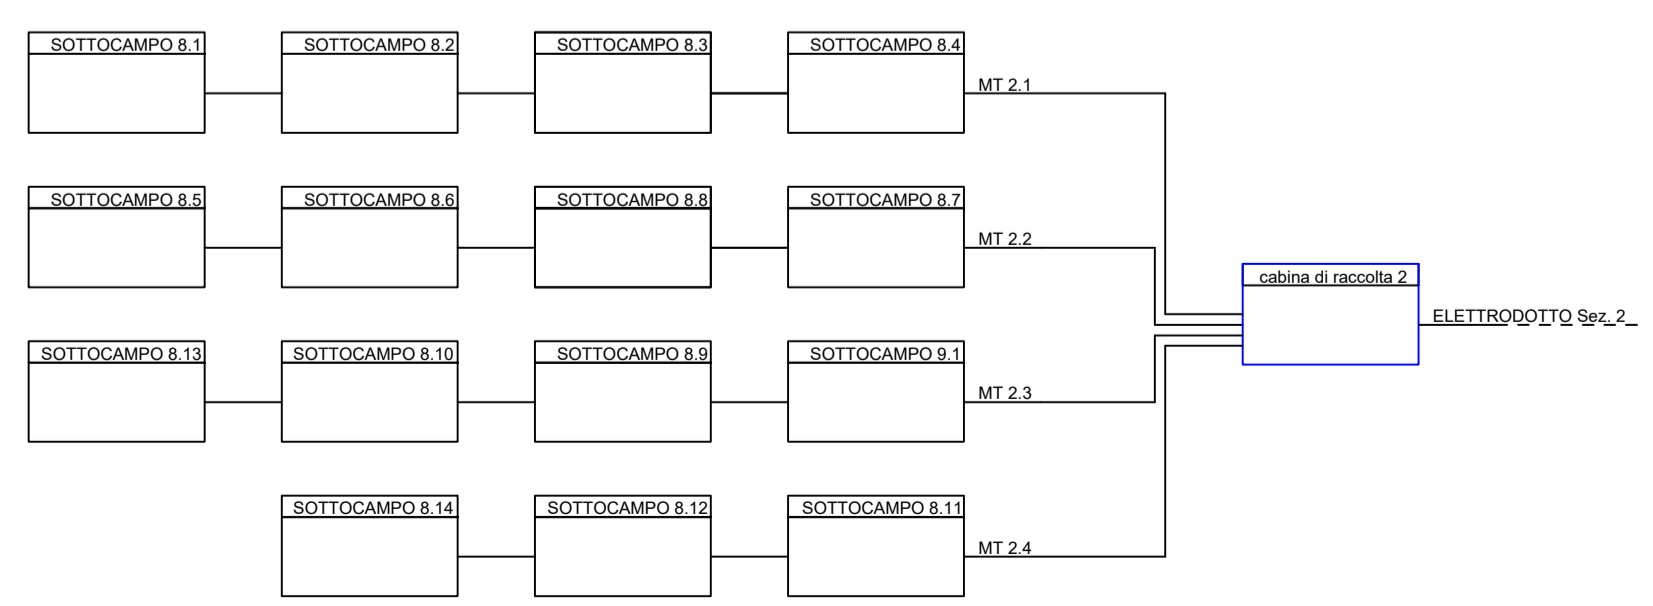 SOTTOCAMPO 8.1
SOTTOCAMPO 8.2
SOTTOCAMPO 8.3
SOTTOCAMPO 8.4
MT 2.1
SOTTOCAMPO 8.5
SOTTOCAMPO 8.6
SOTTOCAMPO 8.8
SOTTOCAMPO 8.7
MT 2.2
cabina di raccolta 2
ELETTRODOTTO Sez. 2
SOTTOCAMPO 8.13
SOTTOCAMPO 8.10
SOTTOCAMPO 8.9
SOTTOCAMPO 9.1
MT 2.3
SOTTOCAMPO 8.14
SOTTOCAMPO 8.12
SOTTOCAMPO 8.11
MT 2.4